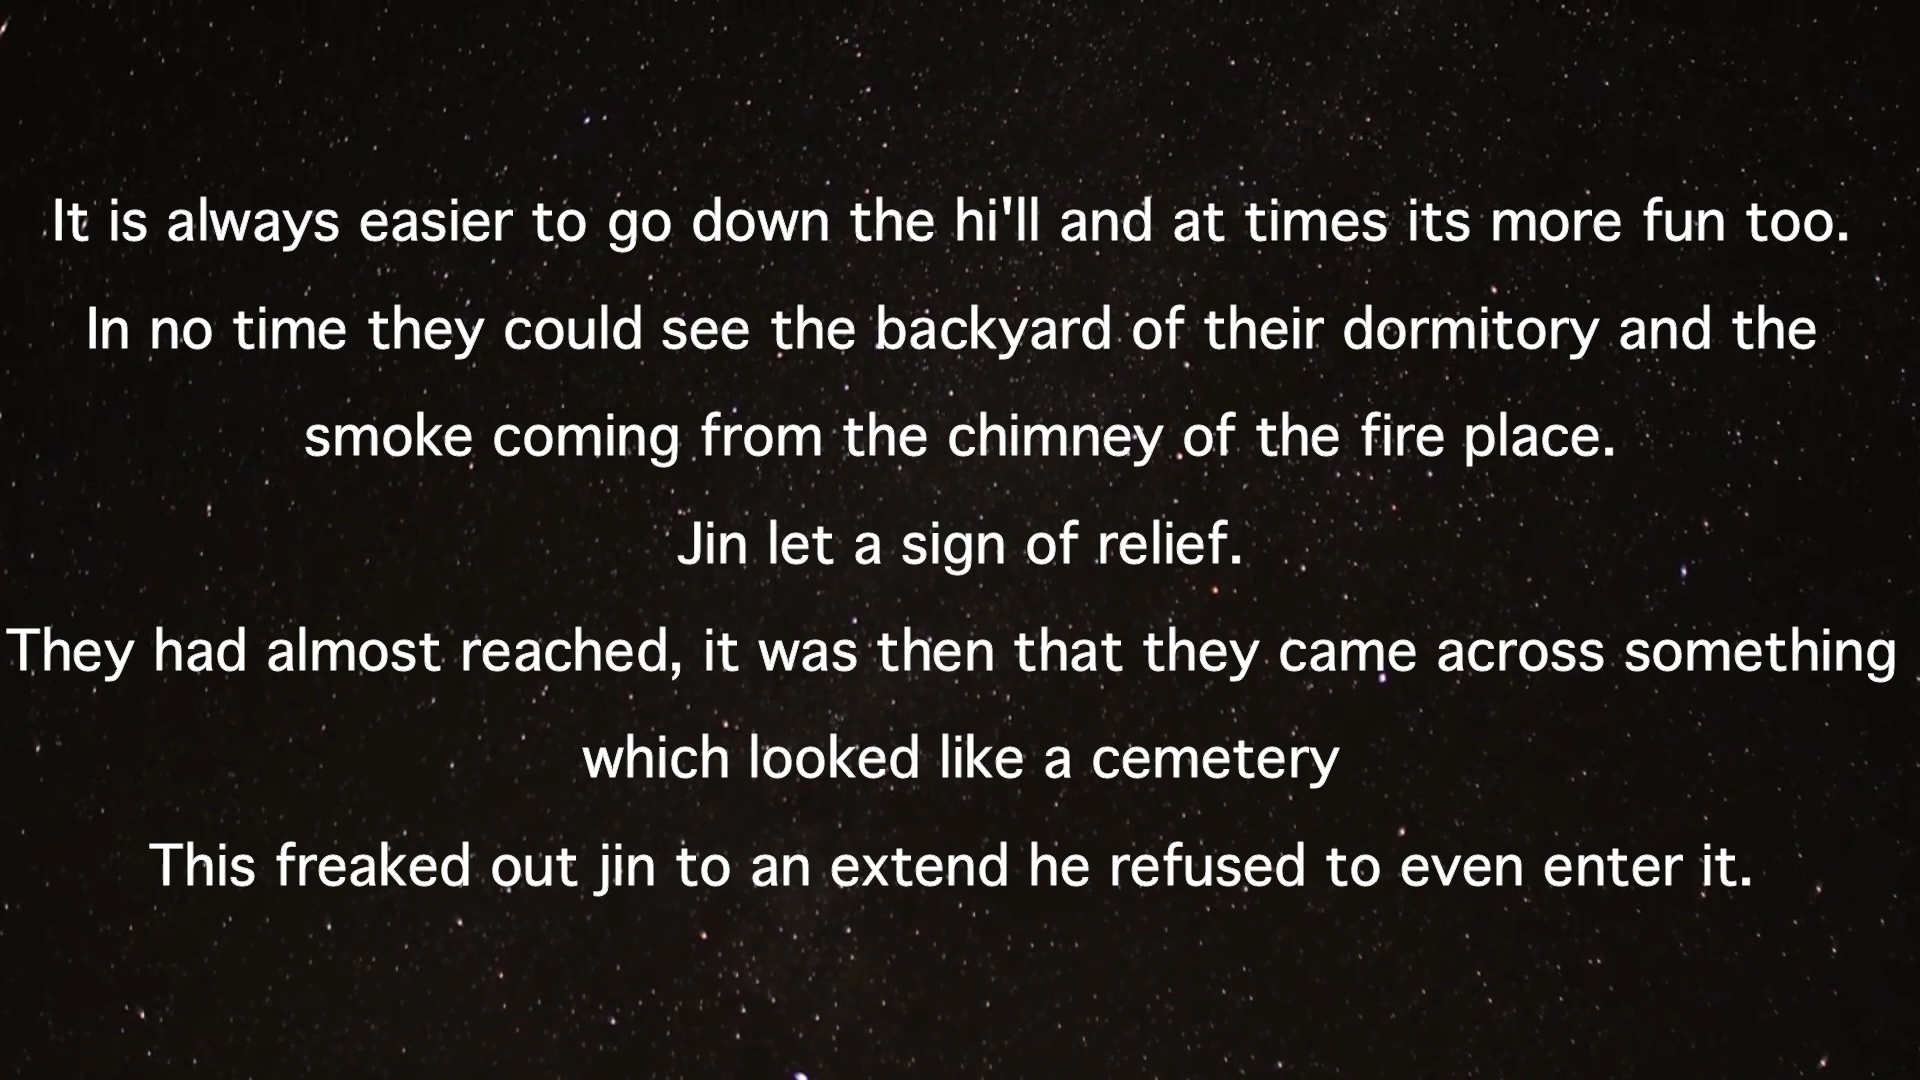 It is always easier to go down the hi'll and at times its more fun too.
In no time they could see the backyard of their dormitory and the
smoke coming from the chimney of the fire place.
Jin let a sign of relief.
They had almost reached, it was then that they came across something
which looked like a cemetery
This freaked out jin to an extend he refused to even enter it.